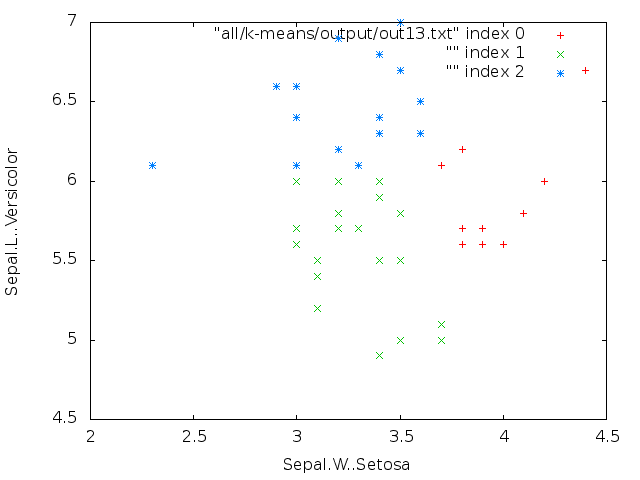 "all/k-means/output/out13.txt" index 0
"" index 1
"" index 2
7
6.5
6
5.5
5
4.5
Sepal.L..Versicolor
2
2.5
3
3.5
4
4.5
Sepal.W..Setosa